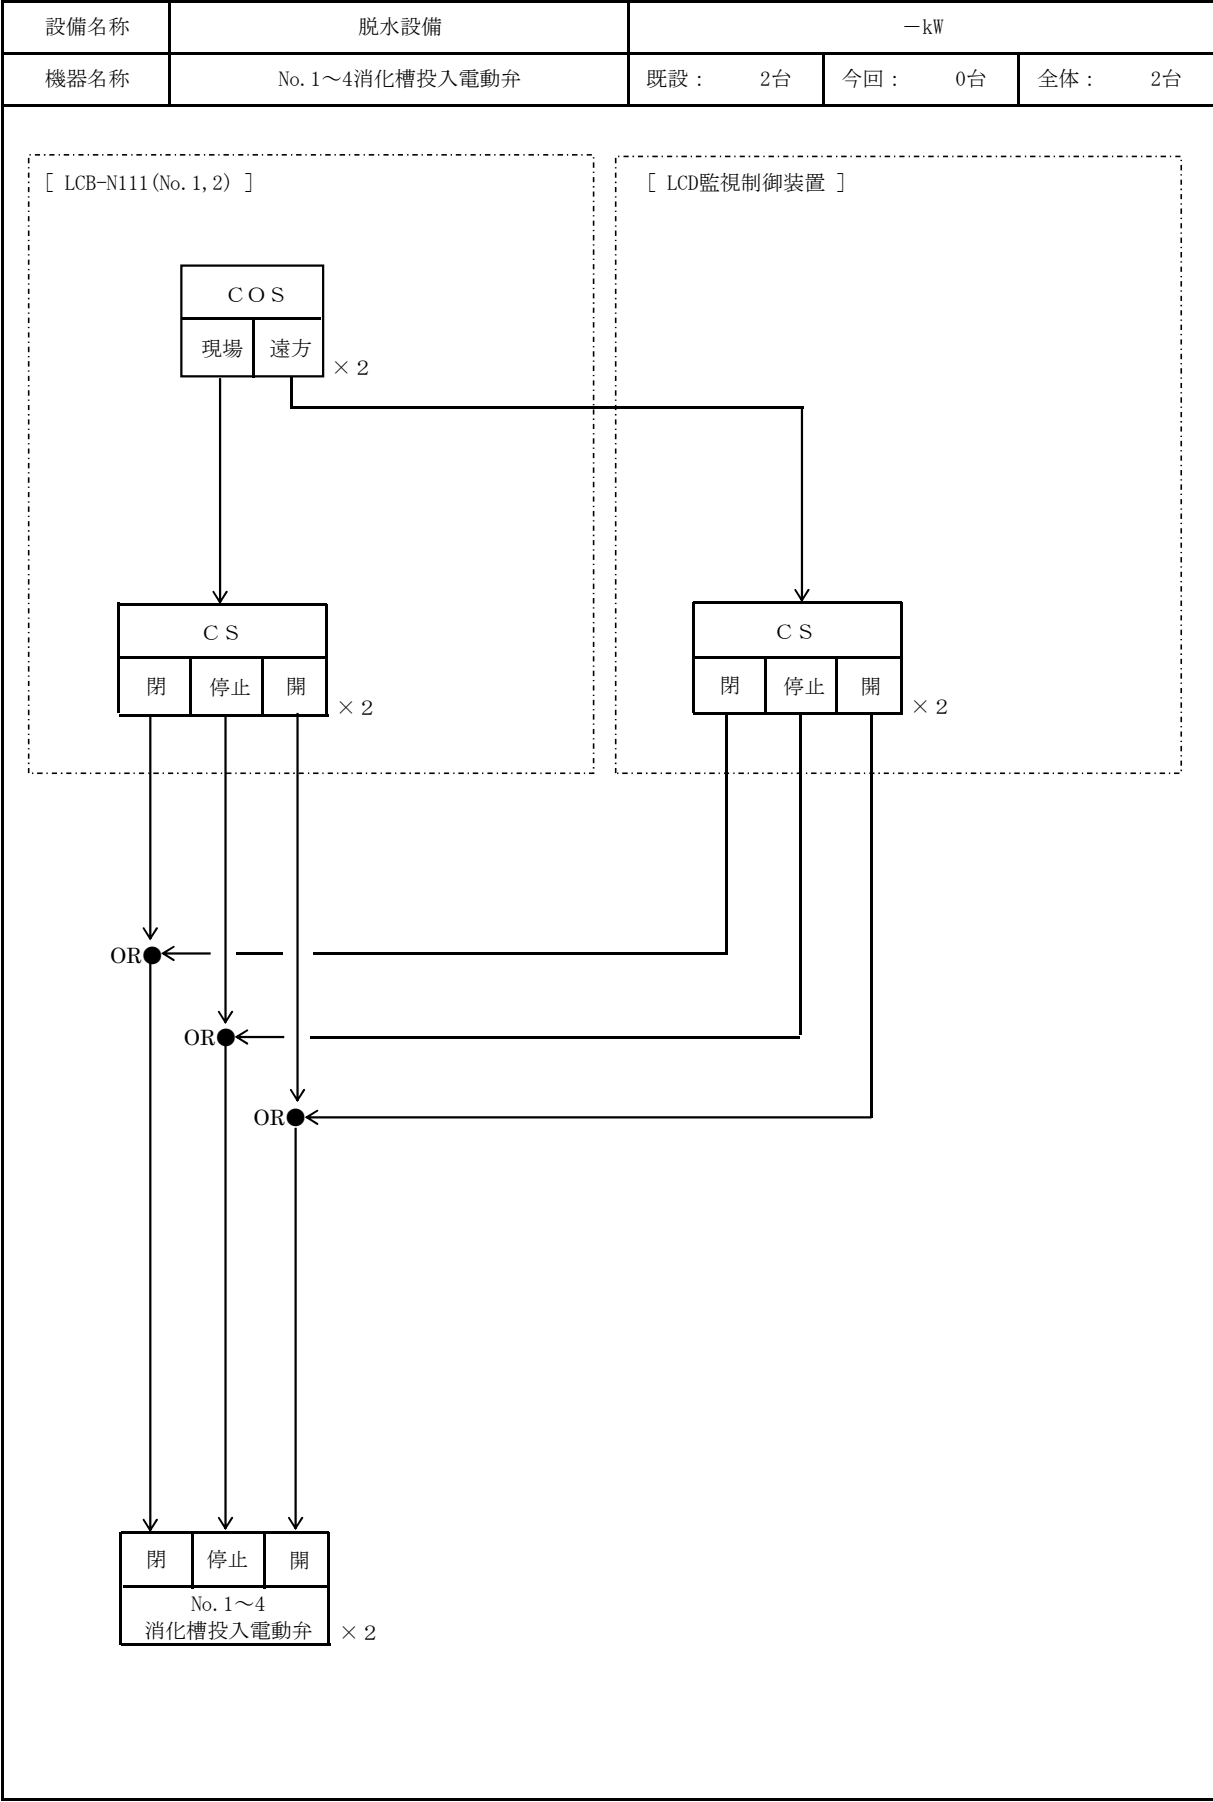 設備名称 脱水設備 －kW
機器名称 No.1～4消化槽投入電動弁 既設： 2台 今回： 0台 全体： 2台
[ LCB-N111(No.1,2) ] [ LCD監視制御装置 ]
ＣＯＳ
現場 遠方
×２
ＣＳ ＣＳ
閉 停止 開 閉 停止 開
×２ ×２
OR
OR
OR
閉 停止 開
No.1～4
消化槽投入電動弁 ×２